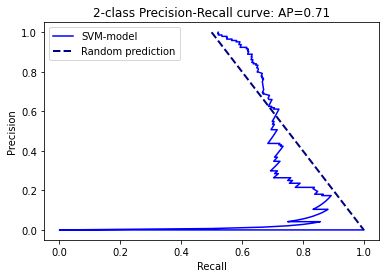 2-class Precision-Recall curve: AP=0.71
SVM-model
Random prediction
Precision
1.0
0.8
0.6
0.4
0.2
0.0
0.0 0.2 0.4 0.6 0.8 1.0
Recall